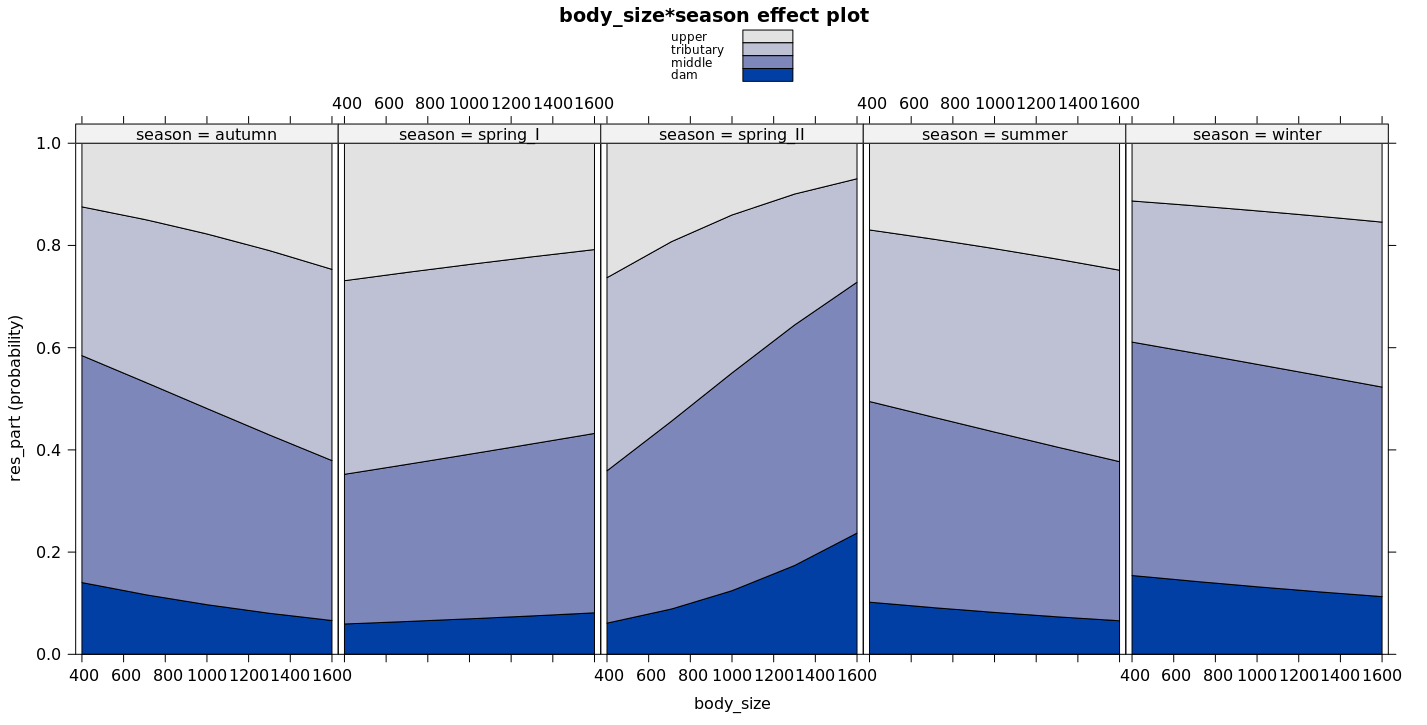 body_size*season effect plot
upper
tributary
middle
dam
400 600 800 1000 1200 1400 1600 400 600 800 1000 1200 1400 1600
season = autumn season = spring_I season = spring_II season = summer season = winter
1.0
0.8
0.6
0.4
0.2
0.0
res_part (probability)
400 600 800 1000 1200 1400 1600 400 600 800 1000 1200 1400 1600 400 600 800 1000 1200 1400 1600
body_size